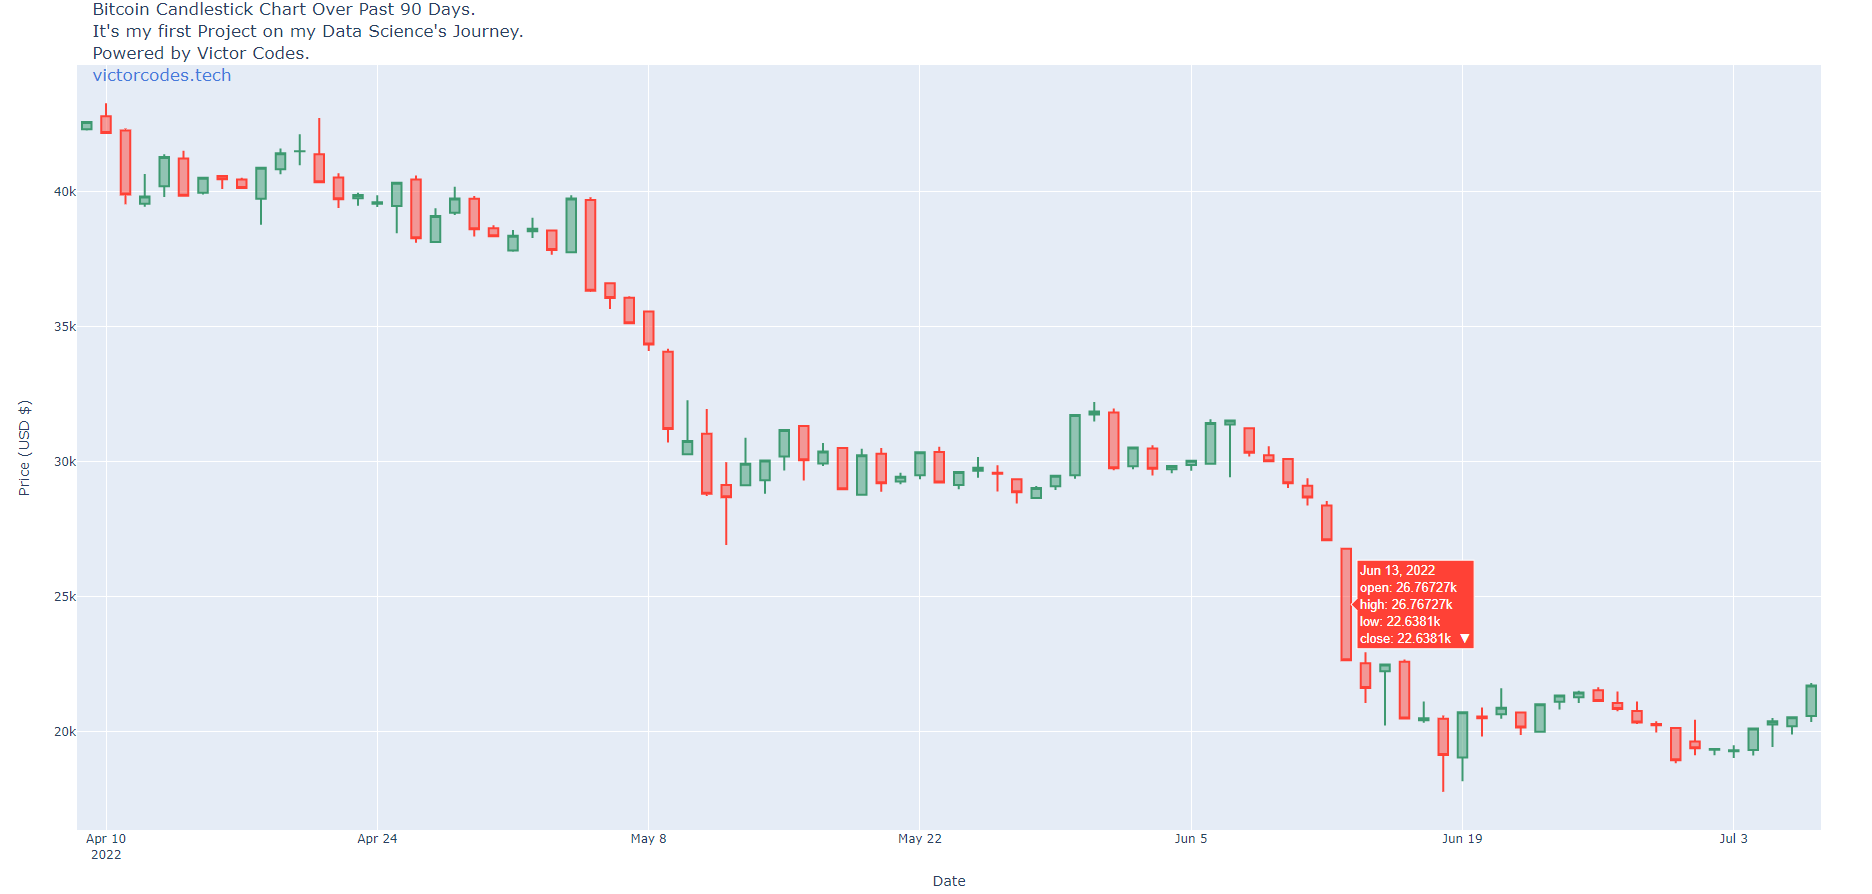 Bitcoin Candlestick Chart Over Past 90 Days.
It's my first Project on my Data Science's Journey.
Powered by Victor Codes.
victorcodes.tech
40k
35k
30k
25k
20k
Price (USD $)
Jun 13, 2022
open: 26.76727k
high: 26.76727k
low: 22.6381k
close: 22.6381k ▼
Apr 10
2022
Apr 24
May 8
May 22
Jun 5
Jun 19
Jul 3
Date